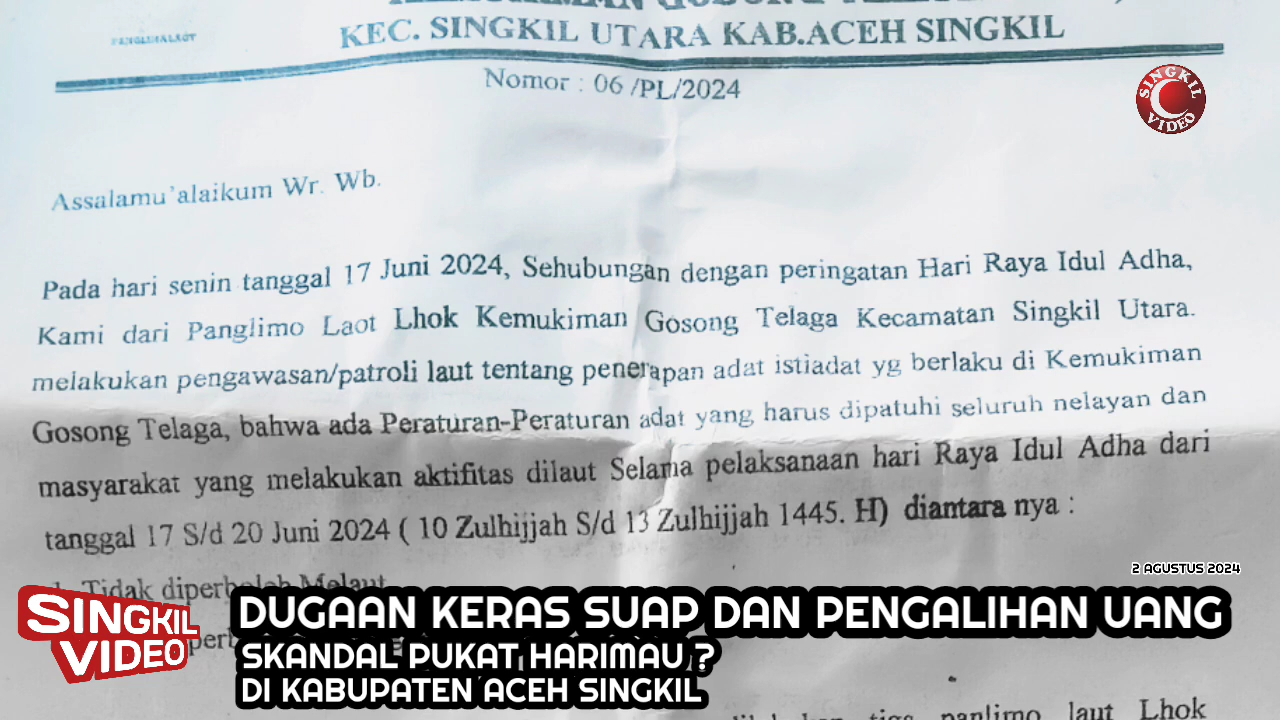 KEC. SINGKIL UTARA KAB.ACEH SINGKIL
PANGLIMALAOT
Nomor : 06 /PL/2024
SINGKIL VIDEO
Assalamu'alaikum Wr. Wb.
Pada hari senin tanggal 17 Juni 2024, Sehubungan dengan peringatan Hari Raya Idul Adha,
Kami dari Panglimo Laot Lhok Kemukiman Gosong Telaga Kecamatan Singkil Utara.
melakukan pengawasan/patroli laut tentang penerapan adat istiadat yg berlaku di Kemukiman
Gosong Telaga, bahwa ada Peraturan-Peraturan adat yang harus dipatuhi seluruh nelayan dan
masyarakat yang melakukan aktifitas dilaut Selama pelaksanaan hari Raya Idul Adha dari
tanggal 17 S/d 20 Juni 2024 ( 10 Zulhijjah S/d 13 Zulhijjah 1445. H) diantara nya :
Tidak diperboleh Melaut
2 AGUSTUS 2024
SINGKIL VIDEO
DUGAAN KERAS SUAP DAN PENGALIHAN UANG
SKANDAL PUKAT HARIMAU ?
DI KABUPATEN ACEH SINGKIL
tiga panlimo laut Lhok